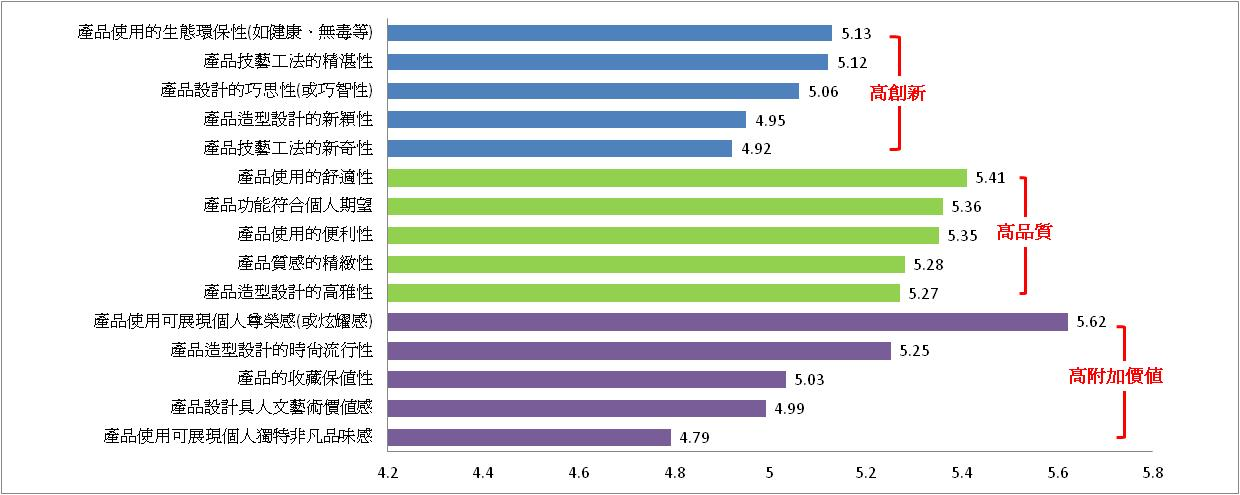 產品使用的生態環保性(如健康、無毒等)
5.13
產品技藝工法的精湛性
5.12
產品設計的巧思性(或巧智性)
5.06
高創新
產品造型設計的新穎性
4.95
產品技藝工法的新奇性
4.92
產品使用的舒適性
5.41
產品功能符合個人期望
5.36
產品使用的便利性
5.35
高品質
產品質感的精緻性
5.28
產品造型設計的高雅性
5.27
產品使用可展現個人尊榮感(或炫耀感)
5.62
產品造型設計的時尚流行性
5.25
產品的收藏保值性
5.03
高附加價值
產品設計具人文藝術價值感
4.99
產品使用可展現個人獨特非凡品味感
4.79
4.2 4.4 4.6 4.8 5 5.2 5.4 5.6 5.8